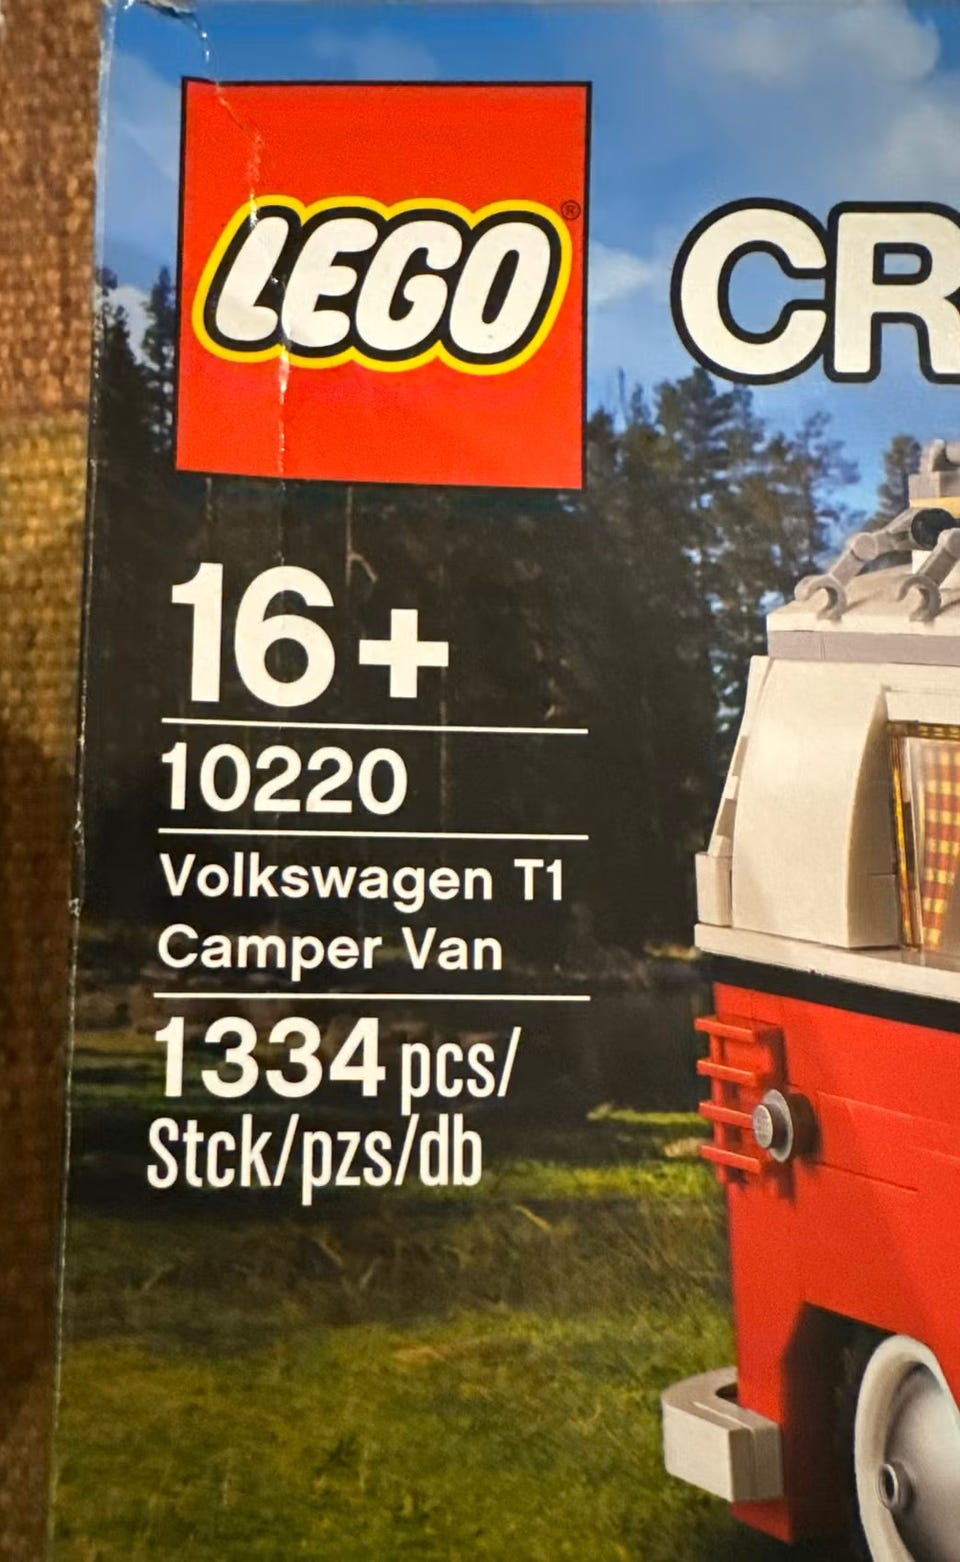 LEGO®
CR
16+
10220
Volkswagen T1
Camper Van
1334 pcs/
Stck/pzs/db